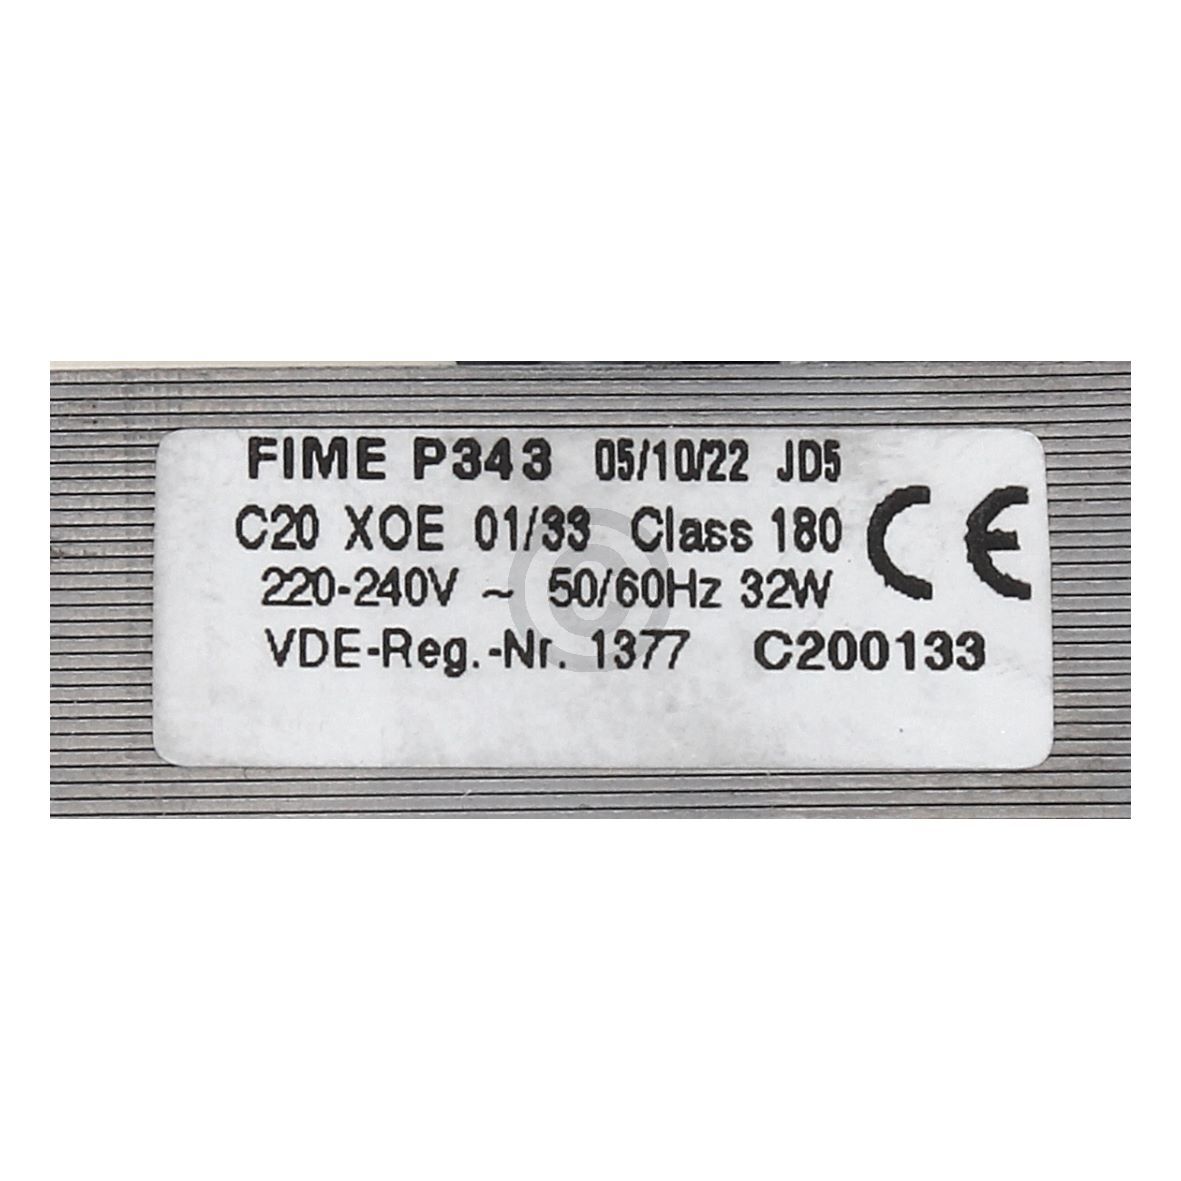 FIME P343 05/10/22 JD5
C20 XOE 01/33 Class 180 CE
220-240V ~ 50/60Hz 32W
VDE-Reg.-Nr. 1377 C200133